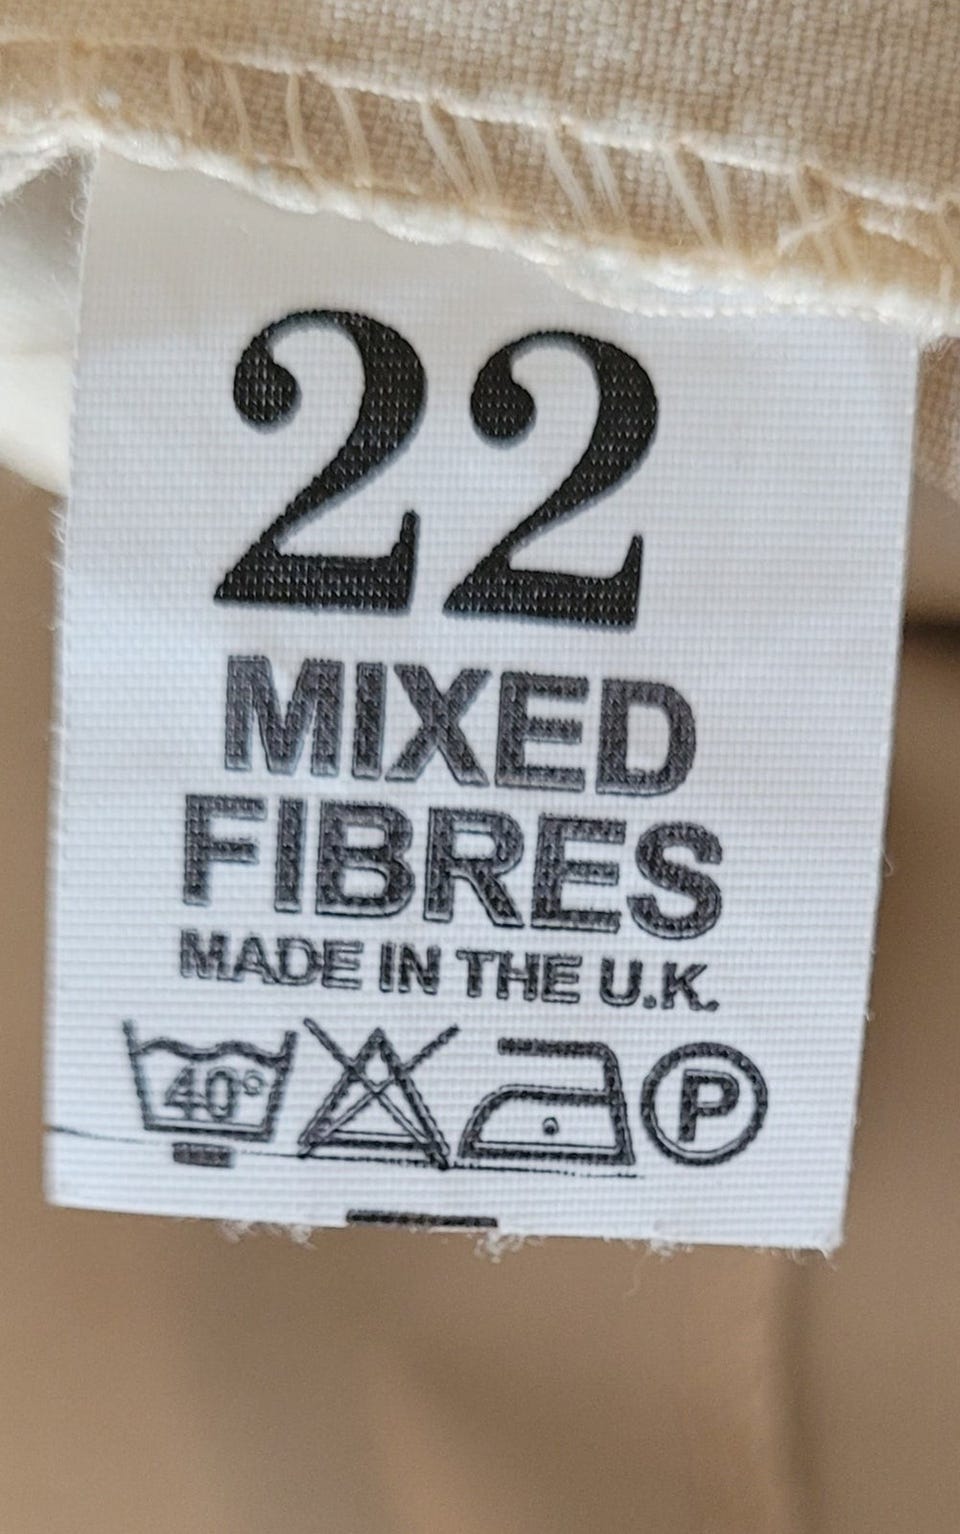 22
MIXED
FIBRES
MADE IN THE U.K.
40° P